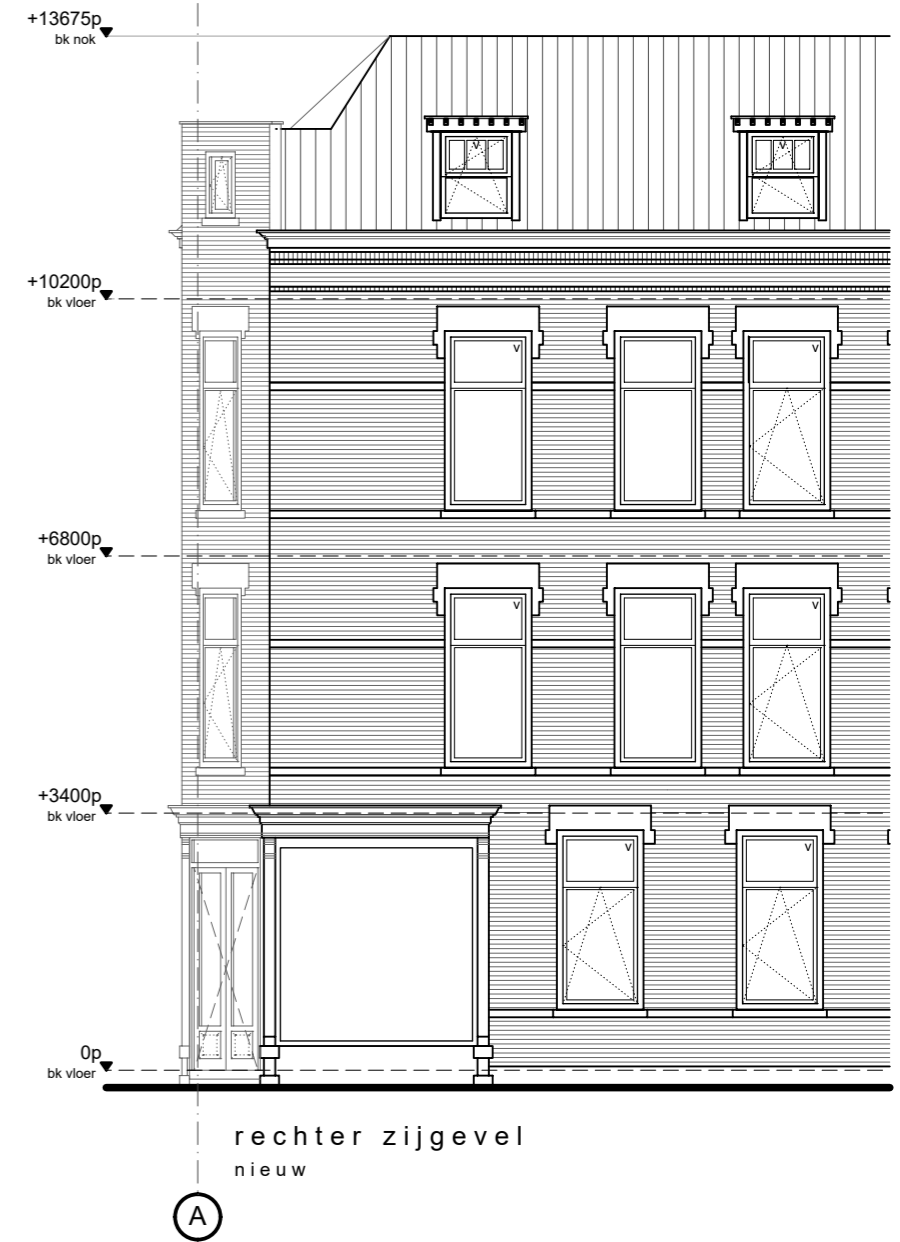 +13675p
bk nok
v
v
+10200p
bk vloer
v
v
+6800p
bk vloer
v
v
+3400p
bk vloer
v
v
0p
bk vloer
rechter zijgevel
nieuw
A